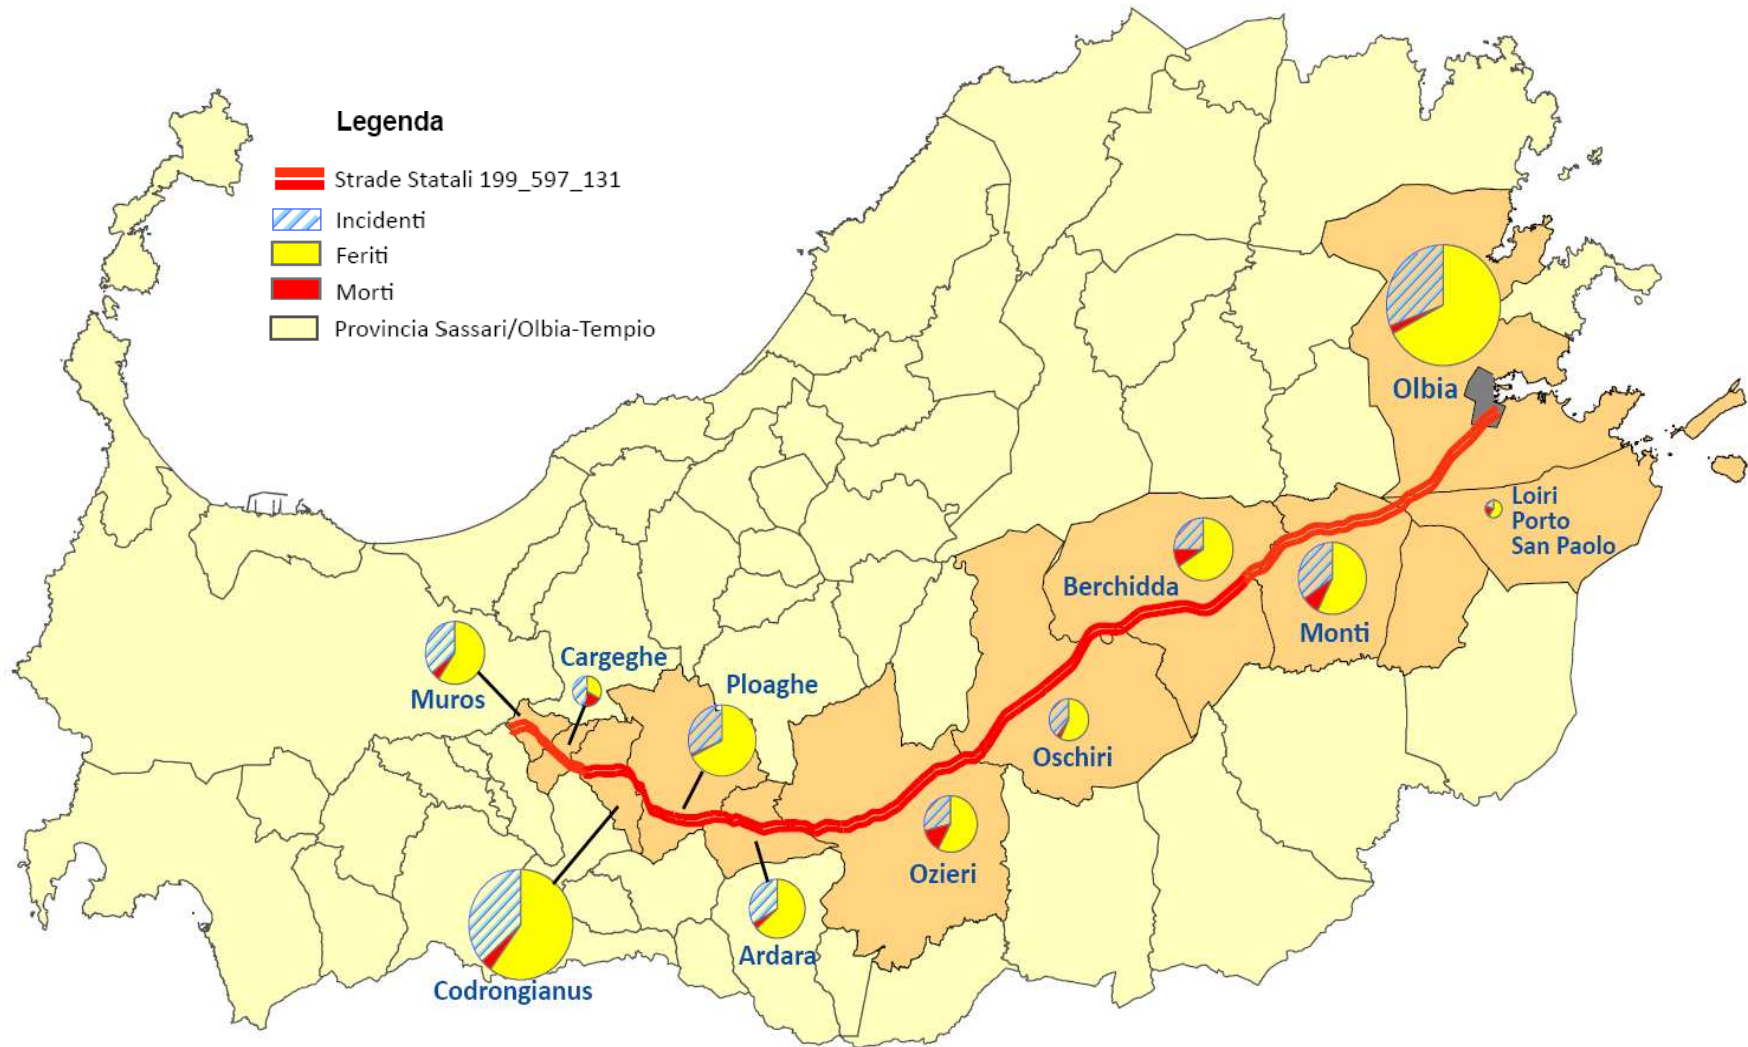 Legenda
Strade Statali 199_597_131
Incidenti
Feriti
Morti
Provincia Sassari/Olbia-Tempio
Olbia
Loiri
Porto
San Paolo
Berchidda
Monti
Cargeghe
Muros
Ploaghe
Oschiri
Ozieri
Ardara
Codrongianus